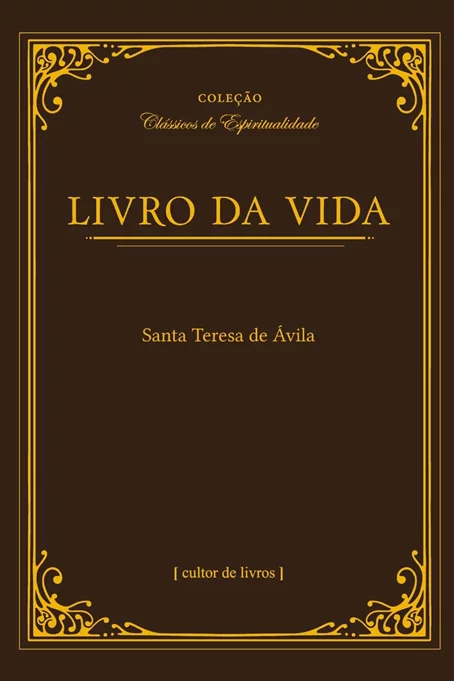 COLEÇÃO
Clássicos de Espiritualidade
LIVRO DA VIDA
Santa Teresa de Ávila
[ cultor de livros ]